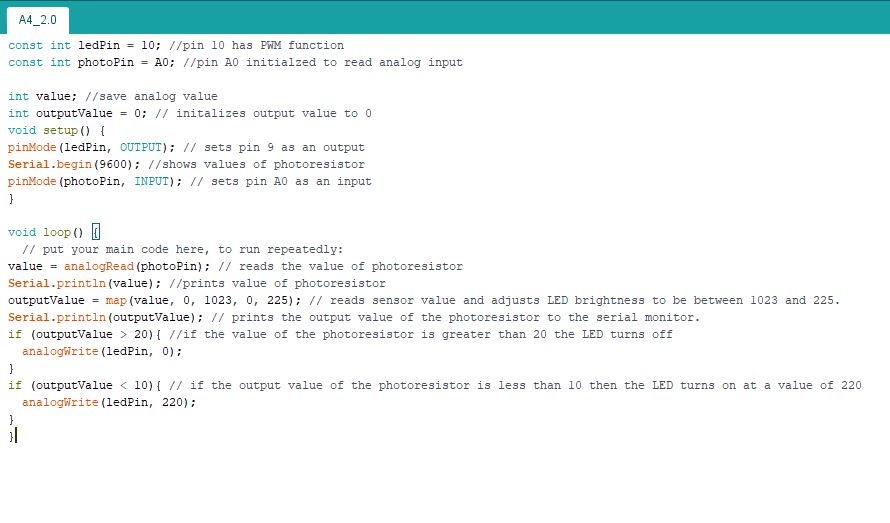 A4_2.0
const int ledPin = 10; //pin 10 has PWM function
const int photoPin = A0; //pin A0 initialzed to read analog input
int value; //save analog value
int outputValue = 0; // initalizes output value to 0
void setup() {
pinMode(ledPin, OUTPUT); // sets pin 9 as an output
Serial.begin(9600); //shows values of photoresistor
pinMode(photoPin, INPUT); // sets pin A0 as an input
}
void loop() {
// put your main code here, to run repeatedly:
value = analogRead(photoPin); // reads the value of photoresistor
Serial.println(value); //prints value of photoresistor
outputValue = map(value, 0, 1023, 0, 225); // reads sensor value and adjusts LED brightness to be between 1023 and 225.
Serial.println(outputValue); // prints the output value of the photoresistor to the serial monitor.
if (outputValue > 20){ //if the value of the photoresistor is greater than 20 the LED turns off
analogWrite(ledPin, 0);
}
if (outputValue < 10){ // if the output value of the photoresistor is less than 10 then the LED turns on at a value of 220
analogWrite(ledPin, 220);
}
}